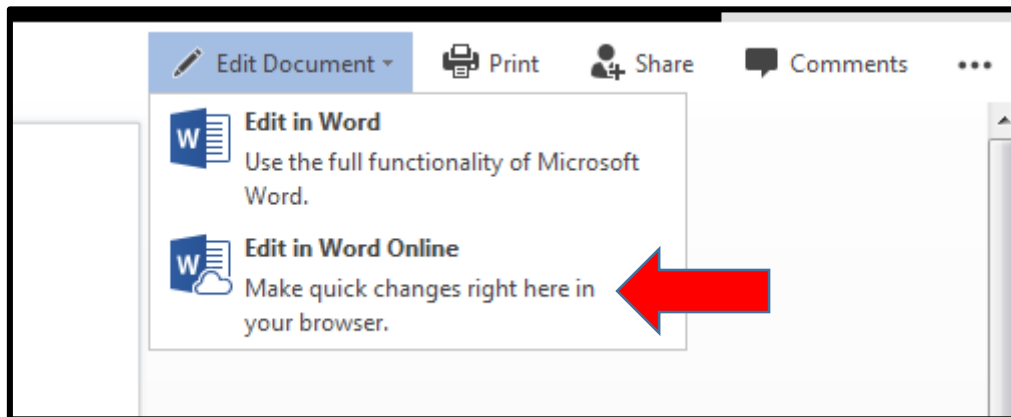 Edit Document Print Share Comments
W Edit in Word
Use the full functionality of Microsoft
Word.
W Edit in Word Online
Make quick changes right here in
your browser.